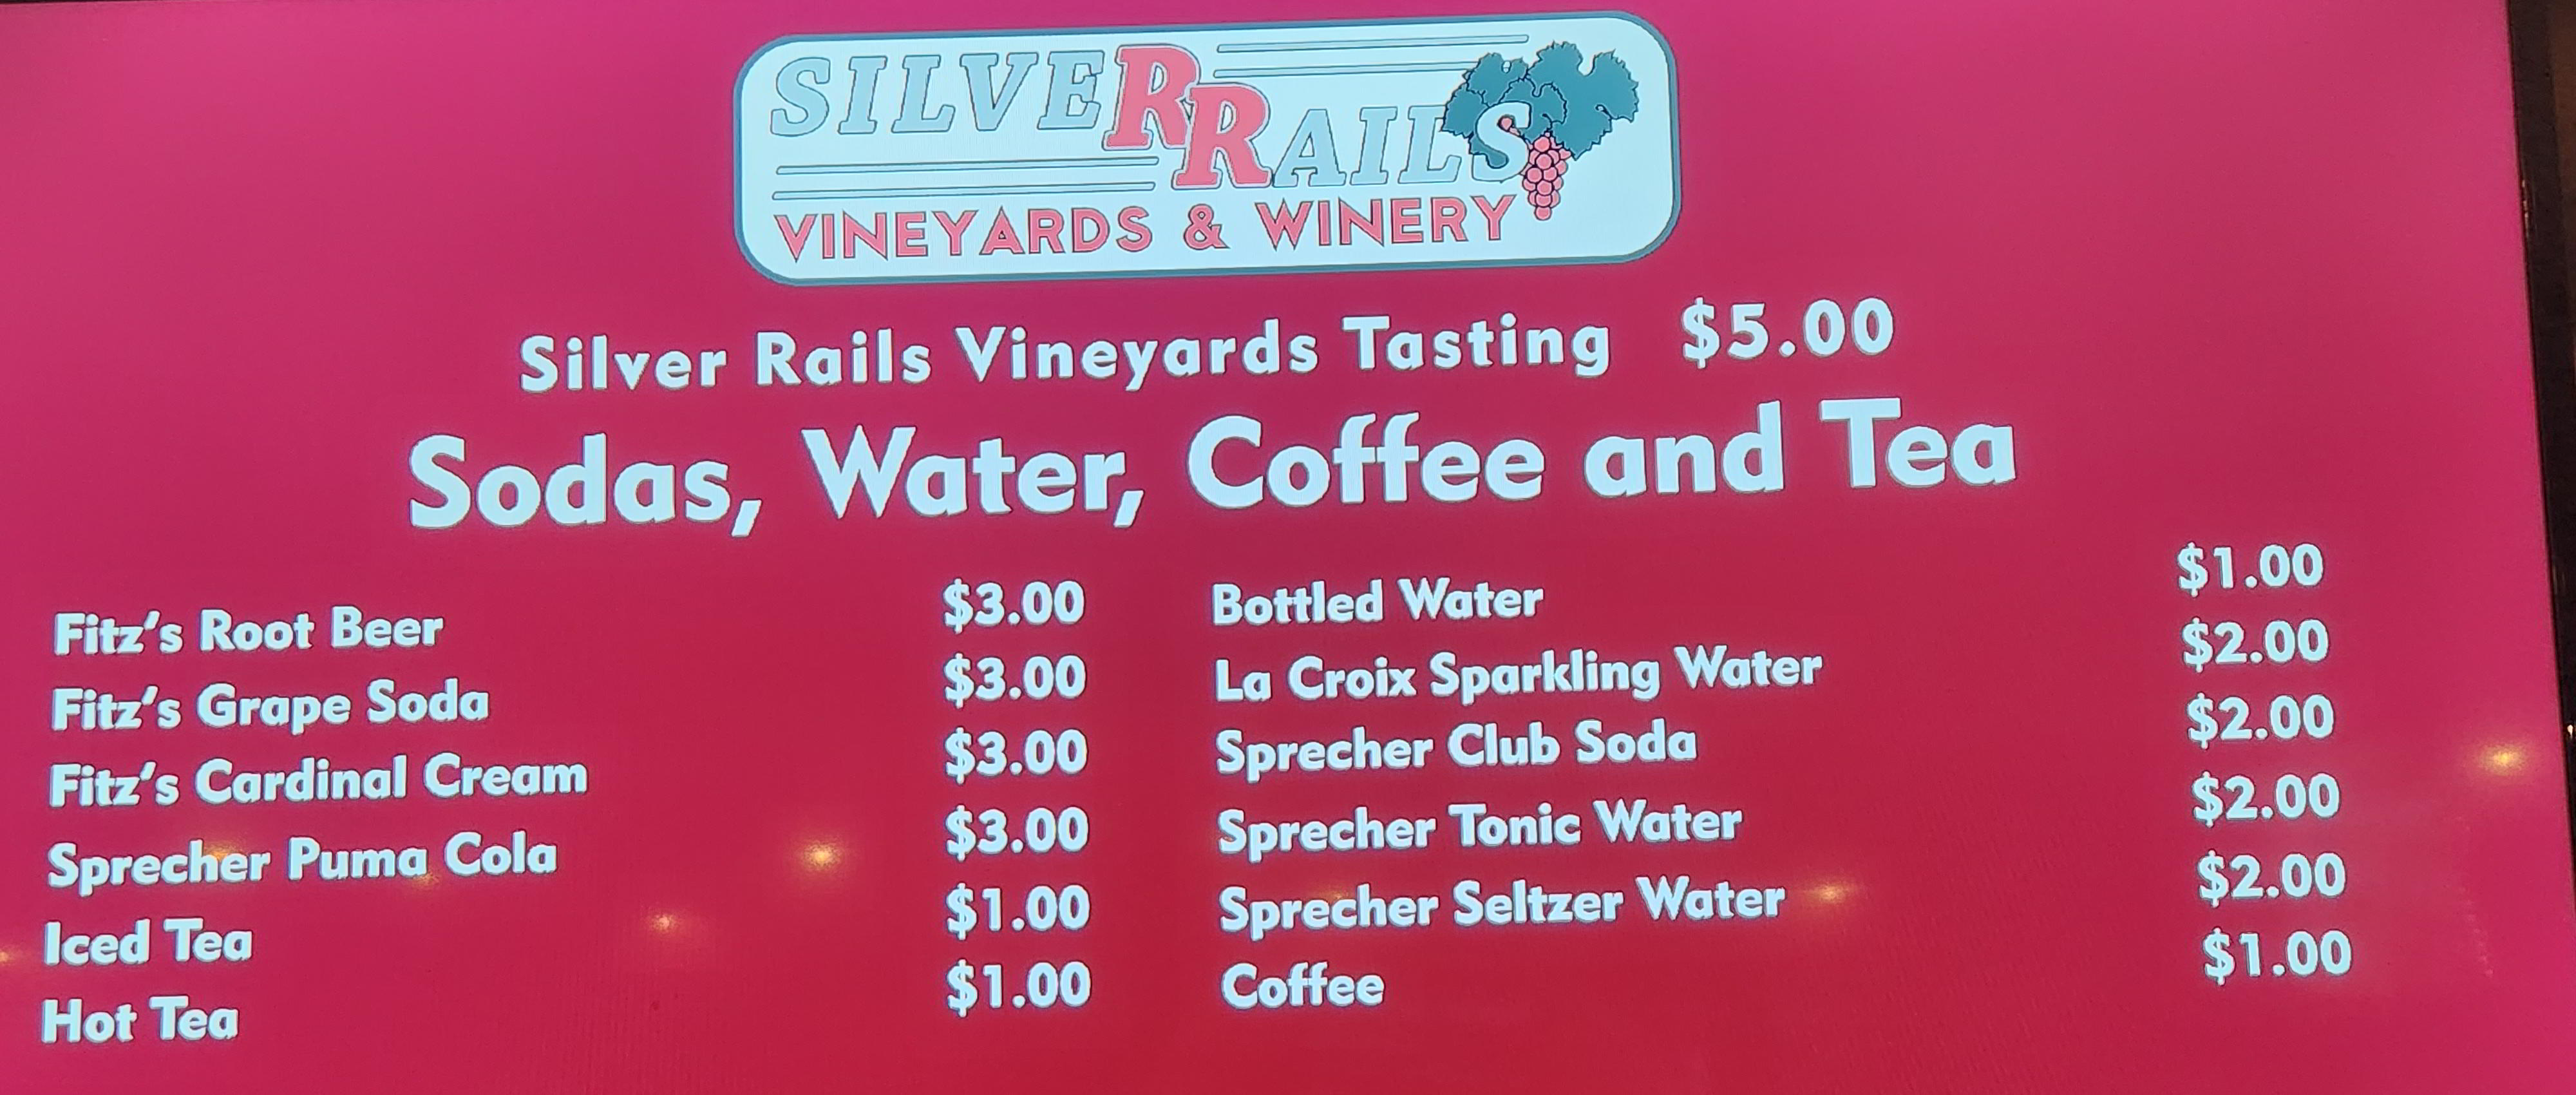 SILVER RAILS
VINEYARDS & WINERY
Silver Rails Vineyards Tasting $5.00
Sodas, Water, Coffee and Tea
Fitz's Root Beer $3.00
Fitz's Grape Soda $3.00
Fitz's Cardinal Cream $3.00
Sprecher Puma Cola $3.00
Iced Tea $1.00
Hot Tea $1.00
Bottled Water $1.00
La Croix Sparkling Water $2.00
Sprecher Club Soda $2.00
Sprecher Tonic Water $2.00
Sprecher Seltzer Water $2.00
Coffee $1.00